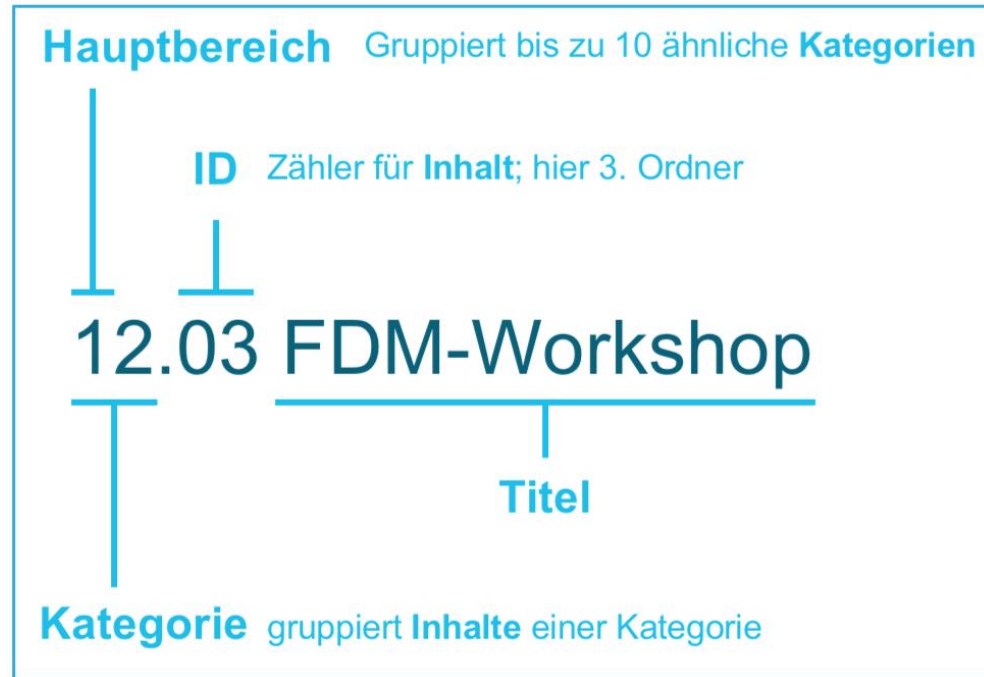 Hauptbereich Gruppiert bis zu 10 ähnliche Kategorien
ID Zähler für Inhalt; hier 3. Ordner
12.03 FDM-Workshop
Titel
Kategorie gruppiert Inhalte einer Kategorie